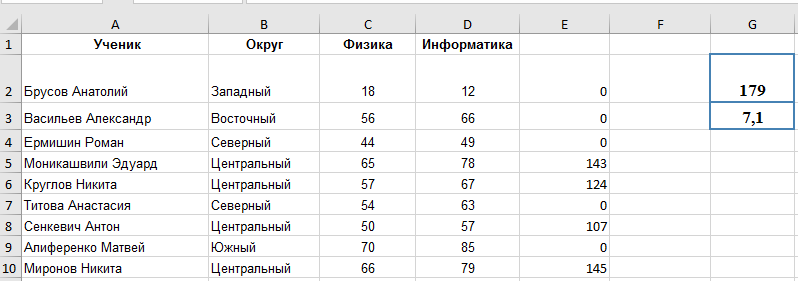 A B C D E F G
1 Ученик Округ Физика Информатика
2 Брусов Анатолий Западный 18 12 0 179
3 Васильев Александр Восточный 56 66 0 7,1
4 Ермишин Роман Северный 44 49 0
5 Моникашвили Эдуард Центральный 65 78 143
6 Круглов Никита Центральный 57 67 124
7 Титова Анастасия Северный 54 63 0
8 Сенкевич Антон Центральный 50 57 107
9 Алиференко Матвей Южный 70 85 0
10 Миронов Никита Центральный 66 79 145